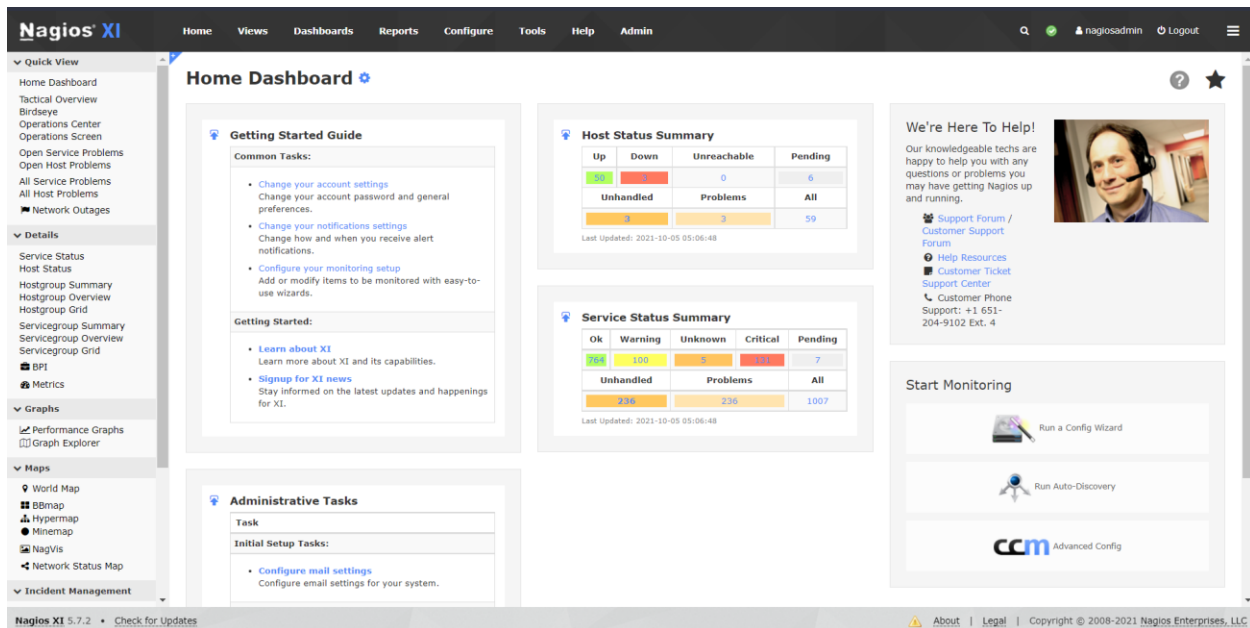 Nagios® XI
Home Views Dashboards Reports Configure Tools Help Admin
nagiosadmin Logout
Quick View
Home Dashboard
Tactical Overview
Birdseye
Operations Center
Operations Screen
Open Service Problems
Open Host Problems
All Service Problems
All Host Problems
Network Outages
Details
Service Status
Host Status
Hostgroup Summary
Hostgroup Overview
Hostgroup Grid
Servicegroup Summary
Servicegroup Overview
Servicegroup Grid
BPI
Metrics
Graphs
Performance Graphs
Graph Explorer
Maps
World Map
BBmap
Hypermap
Minemap
NagVis
Network Status Map
Incident Management
Home Dashboard
Getting Started Guide
Common Tasks:
• Change your account settings
Change your account password and general
preferences.
• Change your notifications settings
Change how and when you receive alert
notifications.
• Configure your monitoring setup
Add or modify items to be monitored with easy-to-
use wizards.
Getting Started:
• Learn about XI
Learn more about XI and its capabilities.
• Signup for XI news
Stay informed on the latest updates and happenings
for XI.
Administrative Tasks
Task
Initial Setup Tasks:
• Configure mail settings
Configure email settings for your system.
Host Status Summary
Up Down Unreachable Pending
50 3 0 6
Unhandled Problems All
3 3 59
Last Updated: 2021-10-05 05:06:48
Service Status Summary
Ok Warning Unknown Critical Pending
764 100 5 131 7
Unhandled Problems All
236 236 1007
Last Updated: 2021-10-05 05:06:48
We're Here To Help!
Our knowledgeable techs are
happy to help you with any
questions or problems you
may have getting Nagios up
and running.
Support Forum /
Customer Support
Forum
Help Resources
Customer Ticket
Support Center
Customer Phone
Support: +1 651-
204-9102 Ext. 4
Start Monitoring
Run a Config Wizard
Run Auto-Discovery
ccm Advanced Config
Nagios XI 5.7.2 • Check for Updates
About | Legal | Copyright © 2008-2021 Nagios Enterprises, LLC